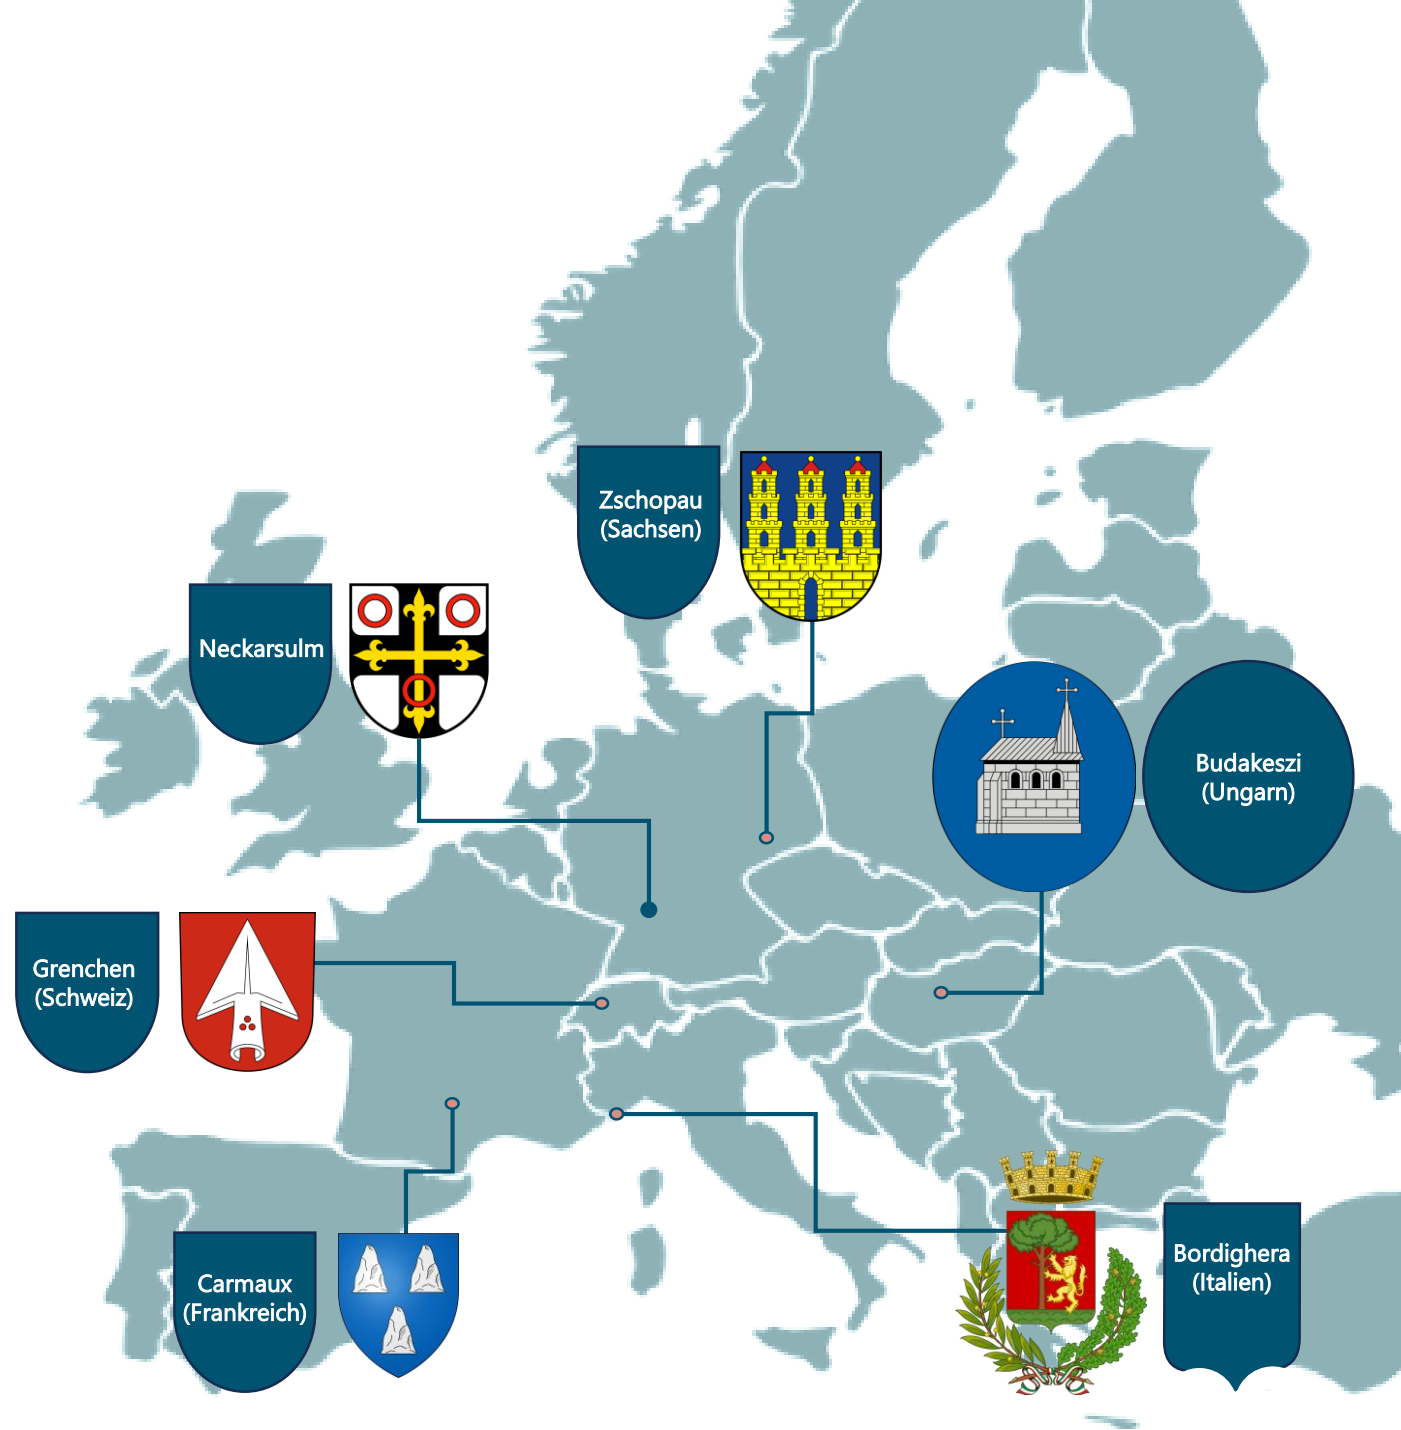 Zschopau
(Sachsen)
Neckarsulm
Budakeszi
(Ungarn)
Grenchen
(Schweiz)
Bordighera
(Italien)
Carmaux
(Frankreich)